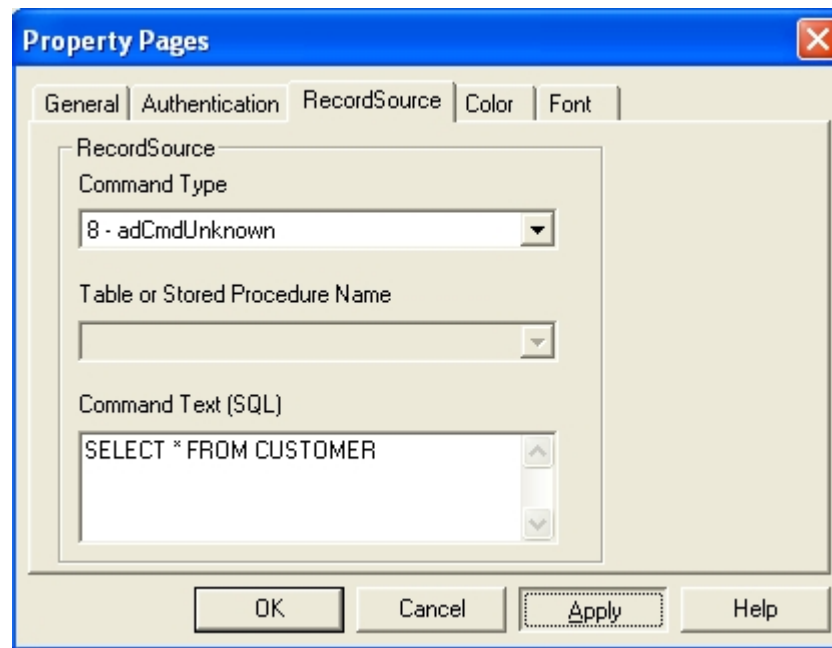 Property Pages
General Authentication RecordSource Color Font
RecordSource
Command Type
8 - adCmdUnknown
Table or Stored Procedure Name
Command Text (SQL)
SELECT * FROM CUSTOMER
OK Cancel Apply Help